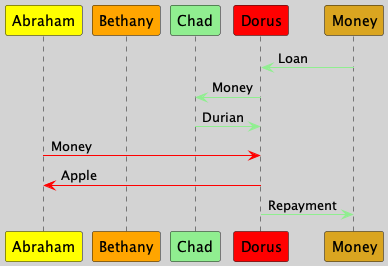 Abraham Bethany Chad Dorus Money
Loan
Money
Durian
Money
Apple
Repayment
Abraham Bethany Chad Dorus Money